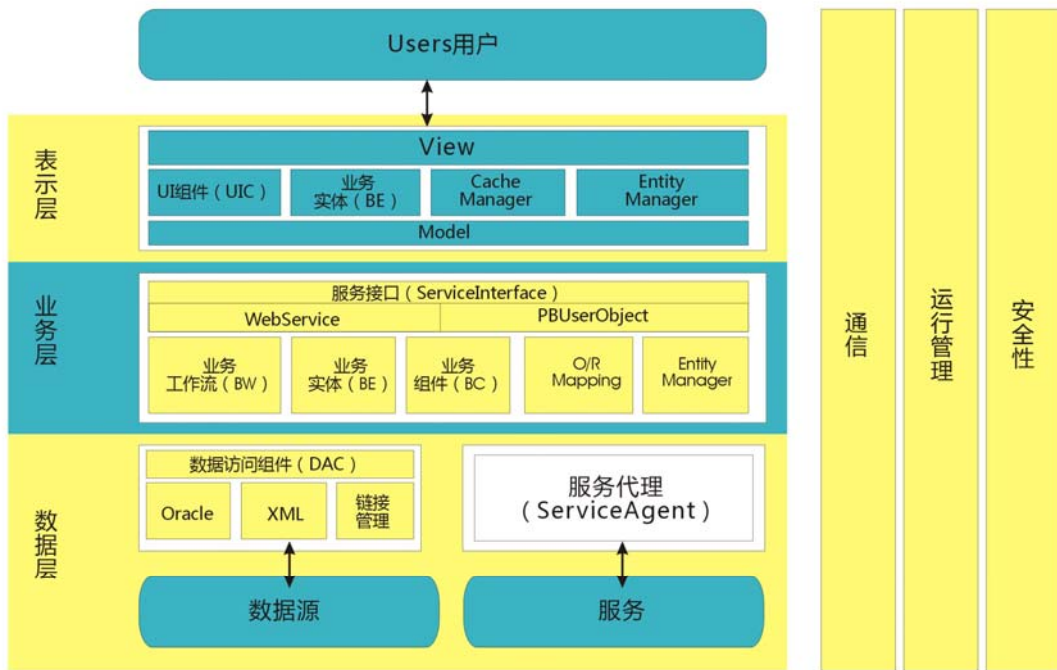 Users用户
表示层
View
UI组件（UIC）
业务
实体（BE）
Cache
Manager
Entity
Manager
Model
业务层
服务接口（ServiceInterface）
WebService
PBUserObject
业务
工作流（BW）
业务
实体（BE）
业务
组件（BC）
O/R
Mapping
Entity
Manager
数据层
数据访问组件（DAC）
Oracle
XML
链接
管理
服务代理
（ServiceAgent）
数据源
服务
通信
运行管理
安全性